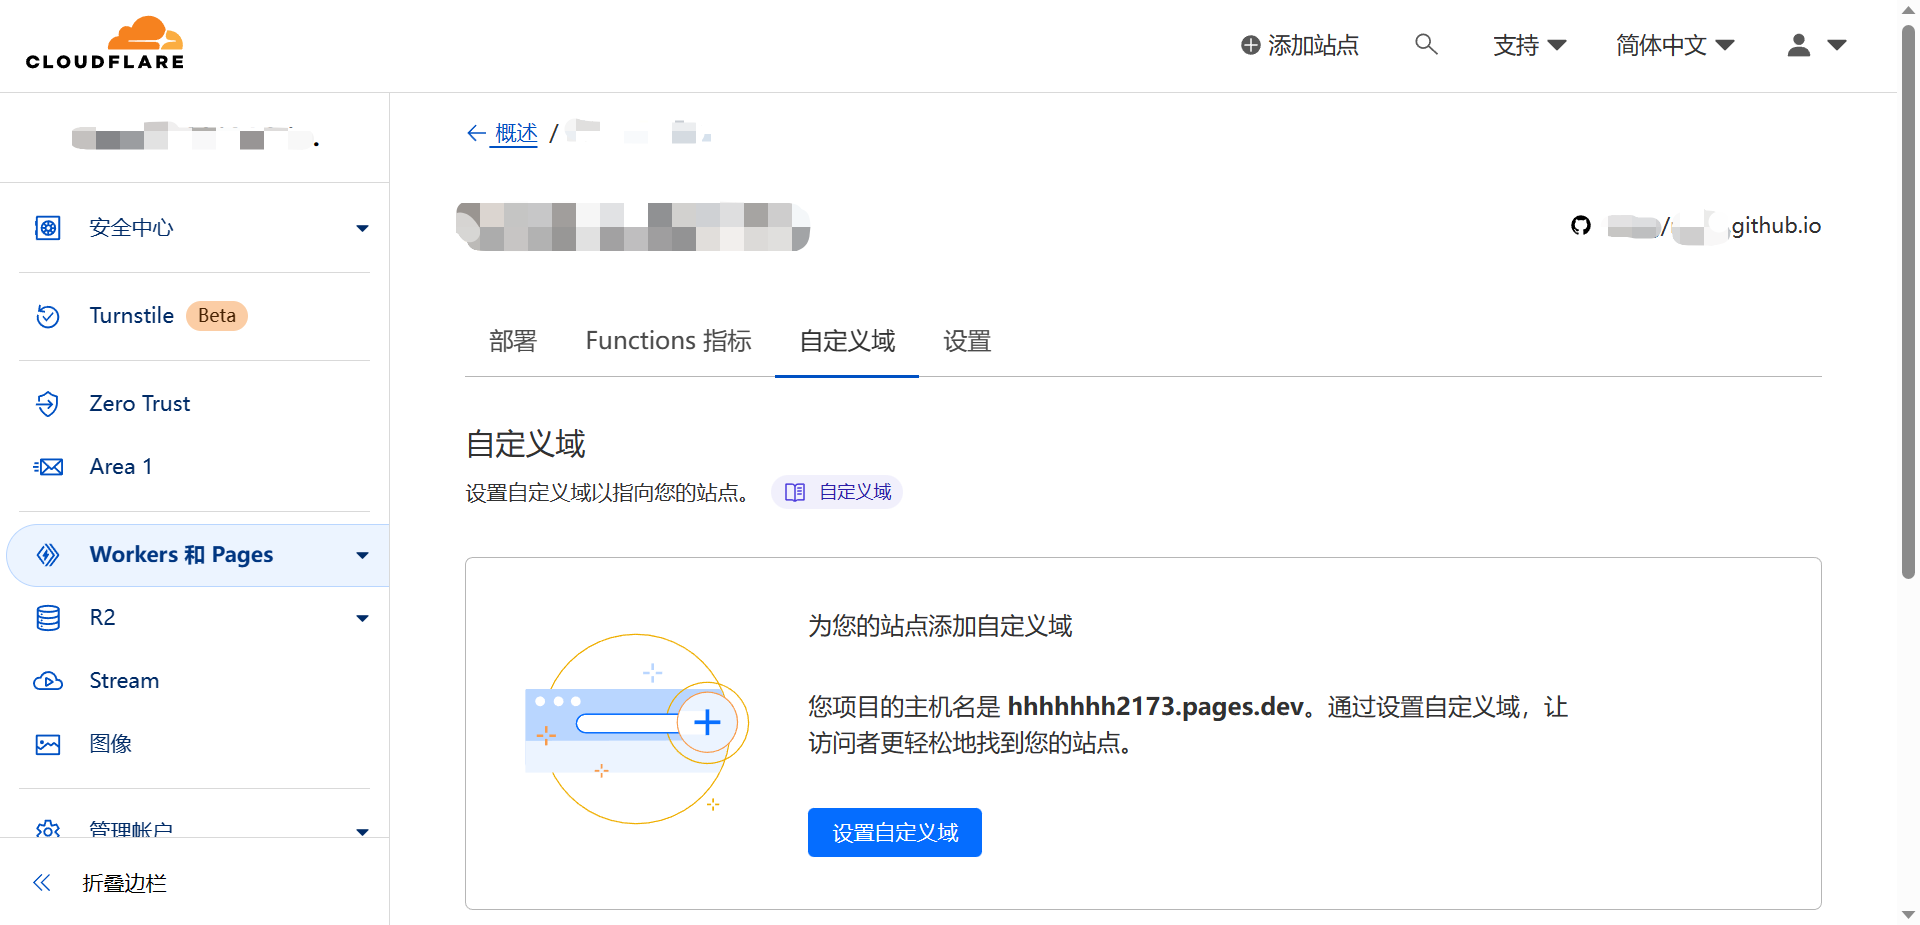 CLOUDFLARE
添加站点
支持
简体中文
安全中心
Turnstile Beta
Zero Trust
Area 1
Workers 和 Pages
R2
Stream
图像
管理帐户
折叠边栏
概述 /
/ github.io
部署 Functions 指标 自定义域 设置
自定义域
设置自定义域以指向您的站点。 自定义域
为您的站点添加自定义域
您项目的主机名是 hhhhhhh2173.pages.dev。通过设置自定义域，让
访问者更轻松地找到您的站点。
设置自定义域